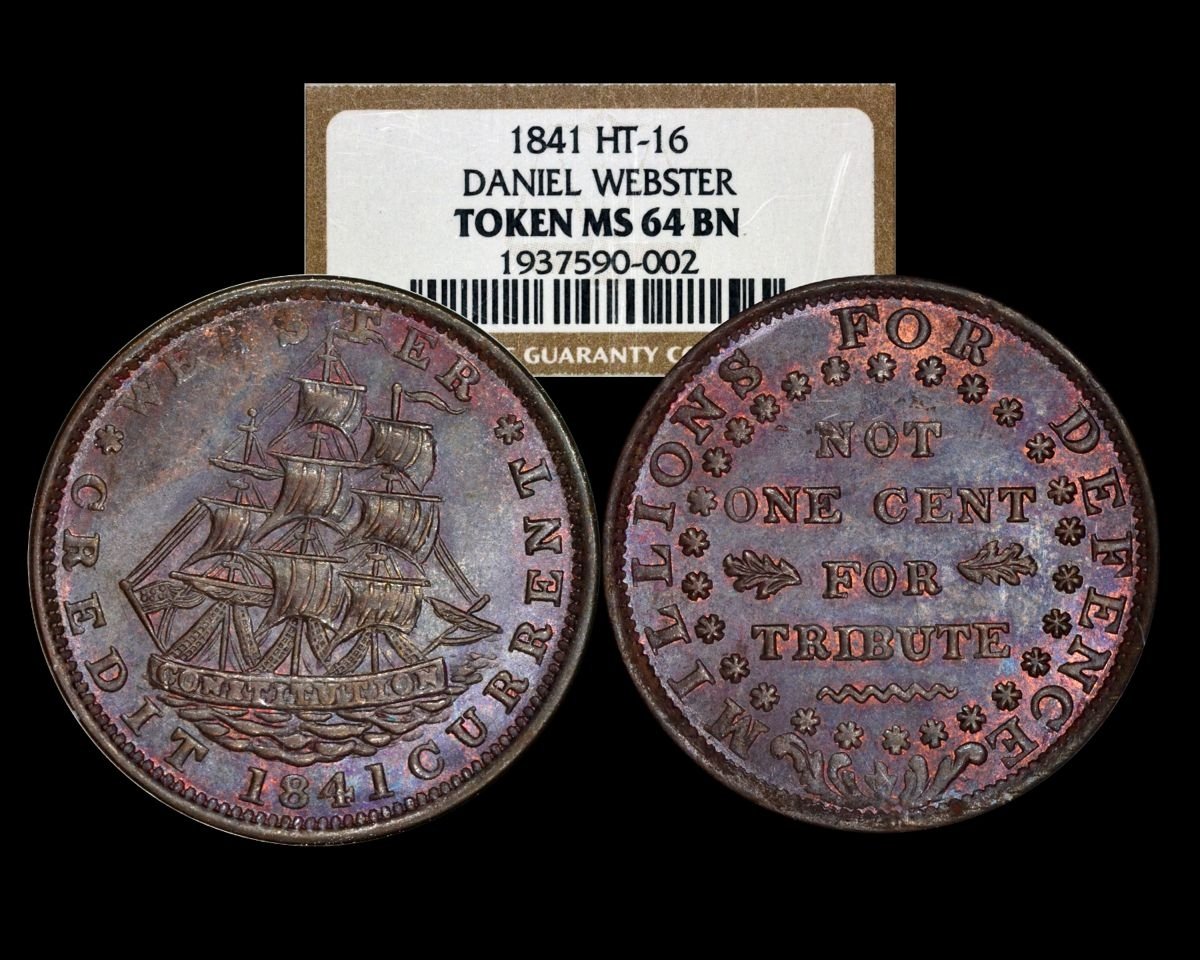 1841 HT-16
DANIEL WEBSTER
TOKEN MS 64 BN
1937590-002
GUARANTY
* WEBSTER *
CREDIT 1841 CURRENT
CONSTITUTION
MILLIONS FOR DEFENCE
NOT
ONE CENT
FOR
TRIBUTE